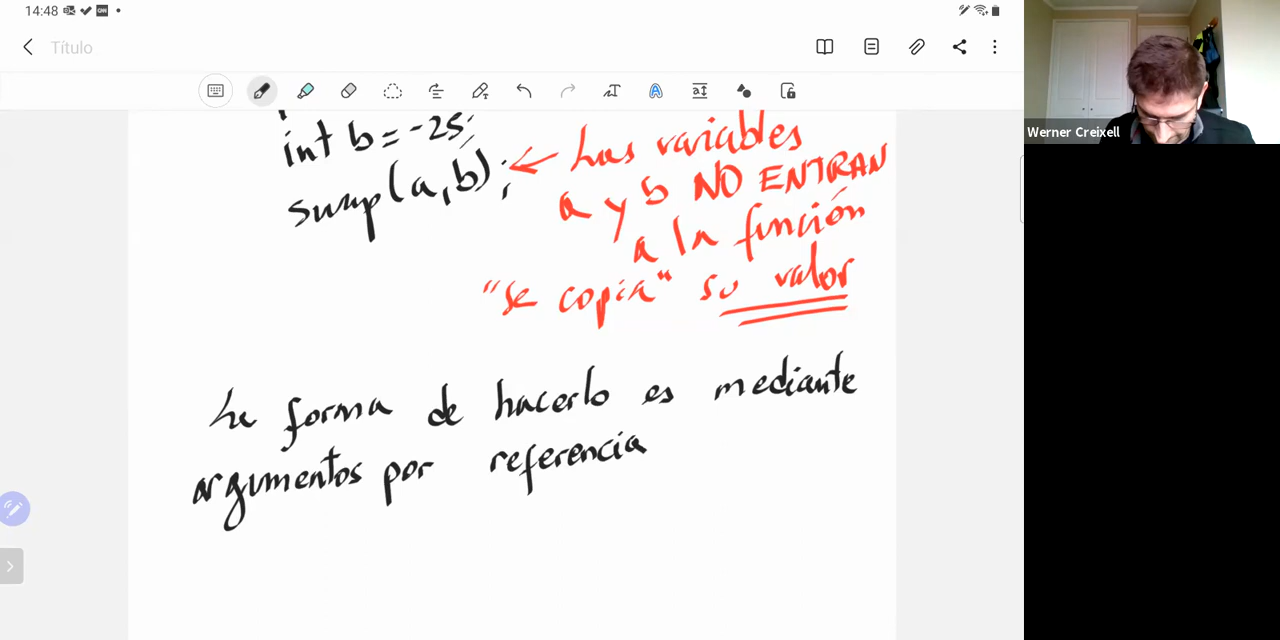 14:48
Título
Werner Creixell
int b = -25;
swap(a,b);
Las variables
a y b NO ENTRAN
a la función
"se copia" su valor
La forma de hacerlo es mediante
argumentos por referencia